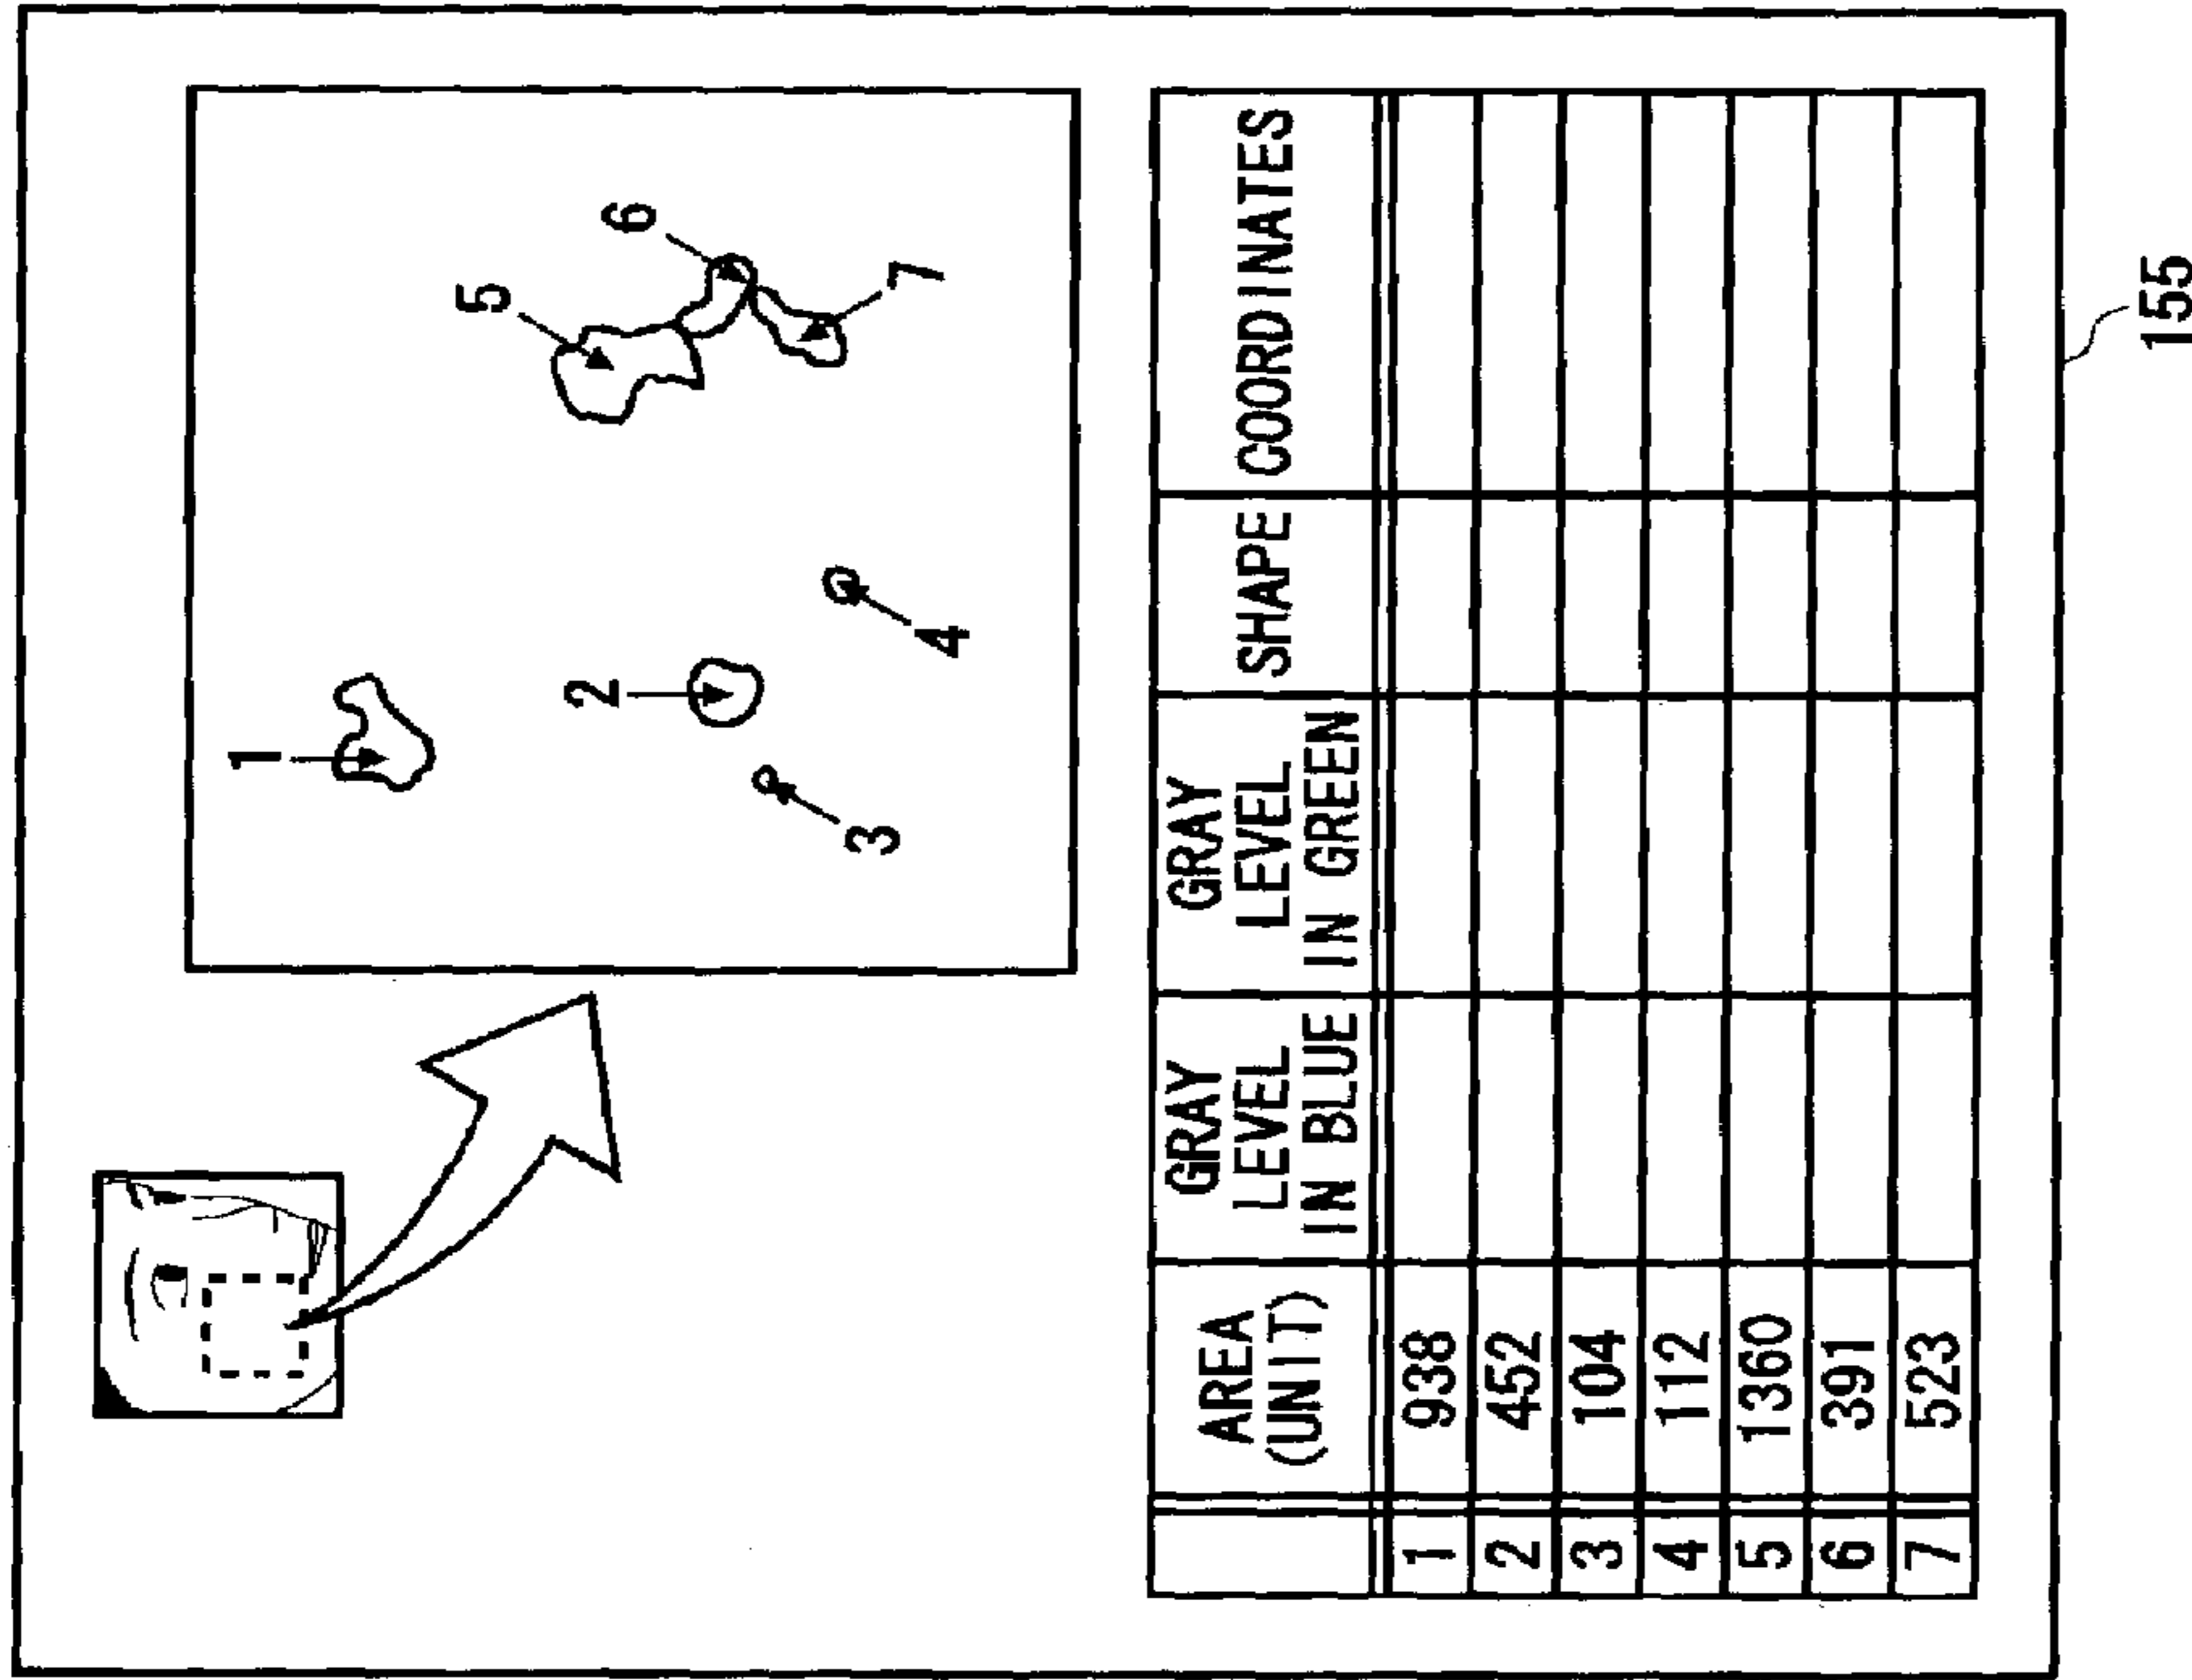 1
2
3
4
5
6
7
AREA
(UNIT)
GRAY
LEVEL
IN BLUE
GRAY
LEVEL
IN GREEN
SHAPE
COORDINATES
1 938
2 452
3 104
4 112
5 1360
6 391
7 523
155